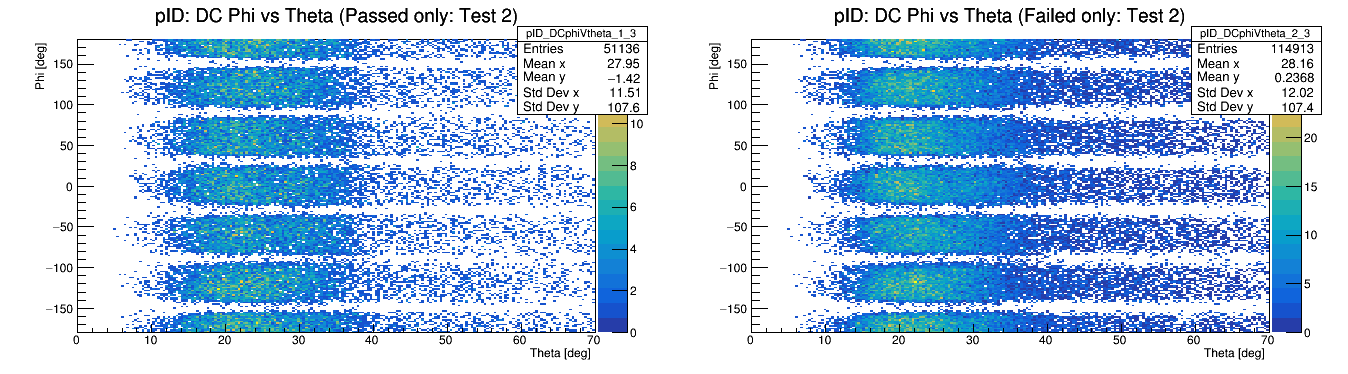 pID: DC Phi vs Theta (Passed only: Test 2)
pID_DCphiVtheta_1_3
Entries 51136
Mean x 27.95
Mean y −1.42
Std Dev x 11.51
Std Dev y 107.6
Phi [deg]
150
100
50
0
−50
−100
−150
0 10 20 30 40 50 60 70
Theta [deg]
10
8
6
4
2
0
pID: DC Phi vs Theta (Failed only: Test 2)
pID_DCphiVtheta_2_3
Entries 114913
Mean x 28.16
Mean y 0.2368
Std Dev x 12.02
Std Dev y 107.4
Phi [deg]
150
100
50
0
−50
−100
−150
0 10 20 30 40 50 60 70
Theta [deg]
20
15
10
5
0